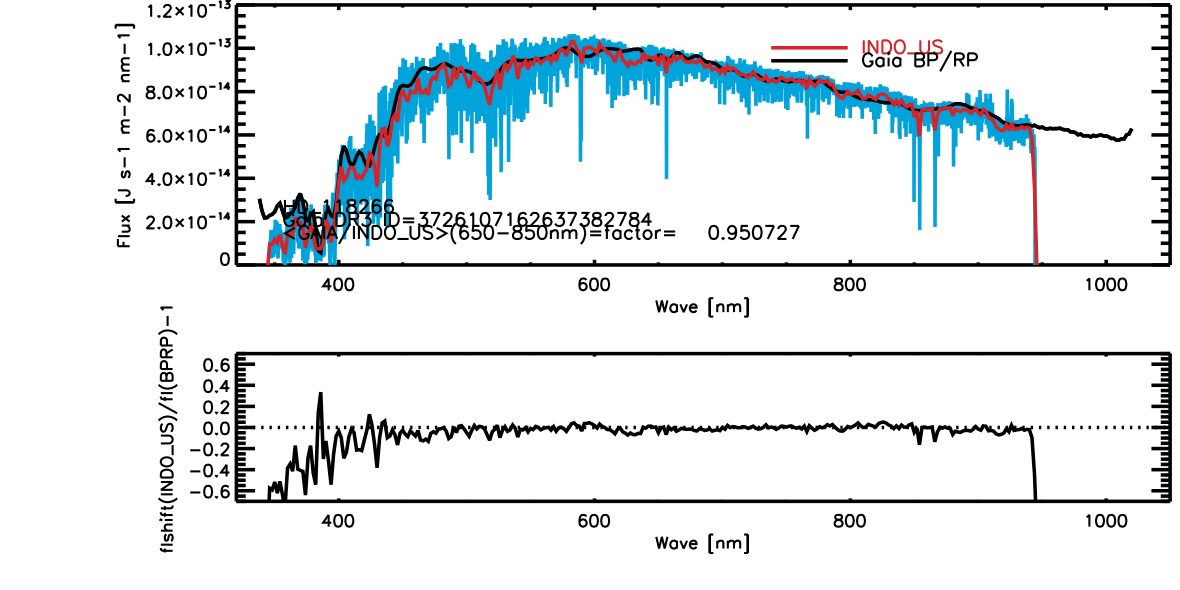 1.2×10−13
1.0×10−13
8.0×10−14
6.0×10−14
4.0×10−14
2.0×10−14
0
Flux [J s−1 m−2 nm−1]
INDO_US
Gaia BP/RP
HD 118266
Gaia DR3 ID=3726107162637382784
<GAIA/INDO_US>(650−850nm)=factor= 0.950727
400 600 800 1000
Wave [nm]
flshift(INDO_US)/fl(BPRP)−1
0.6
0.4
0.2
0.0
−0.2
−0.4
−0.6
400 600 800 1000
Wave [nm]